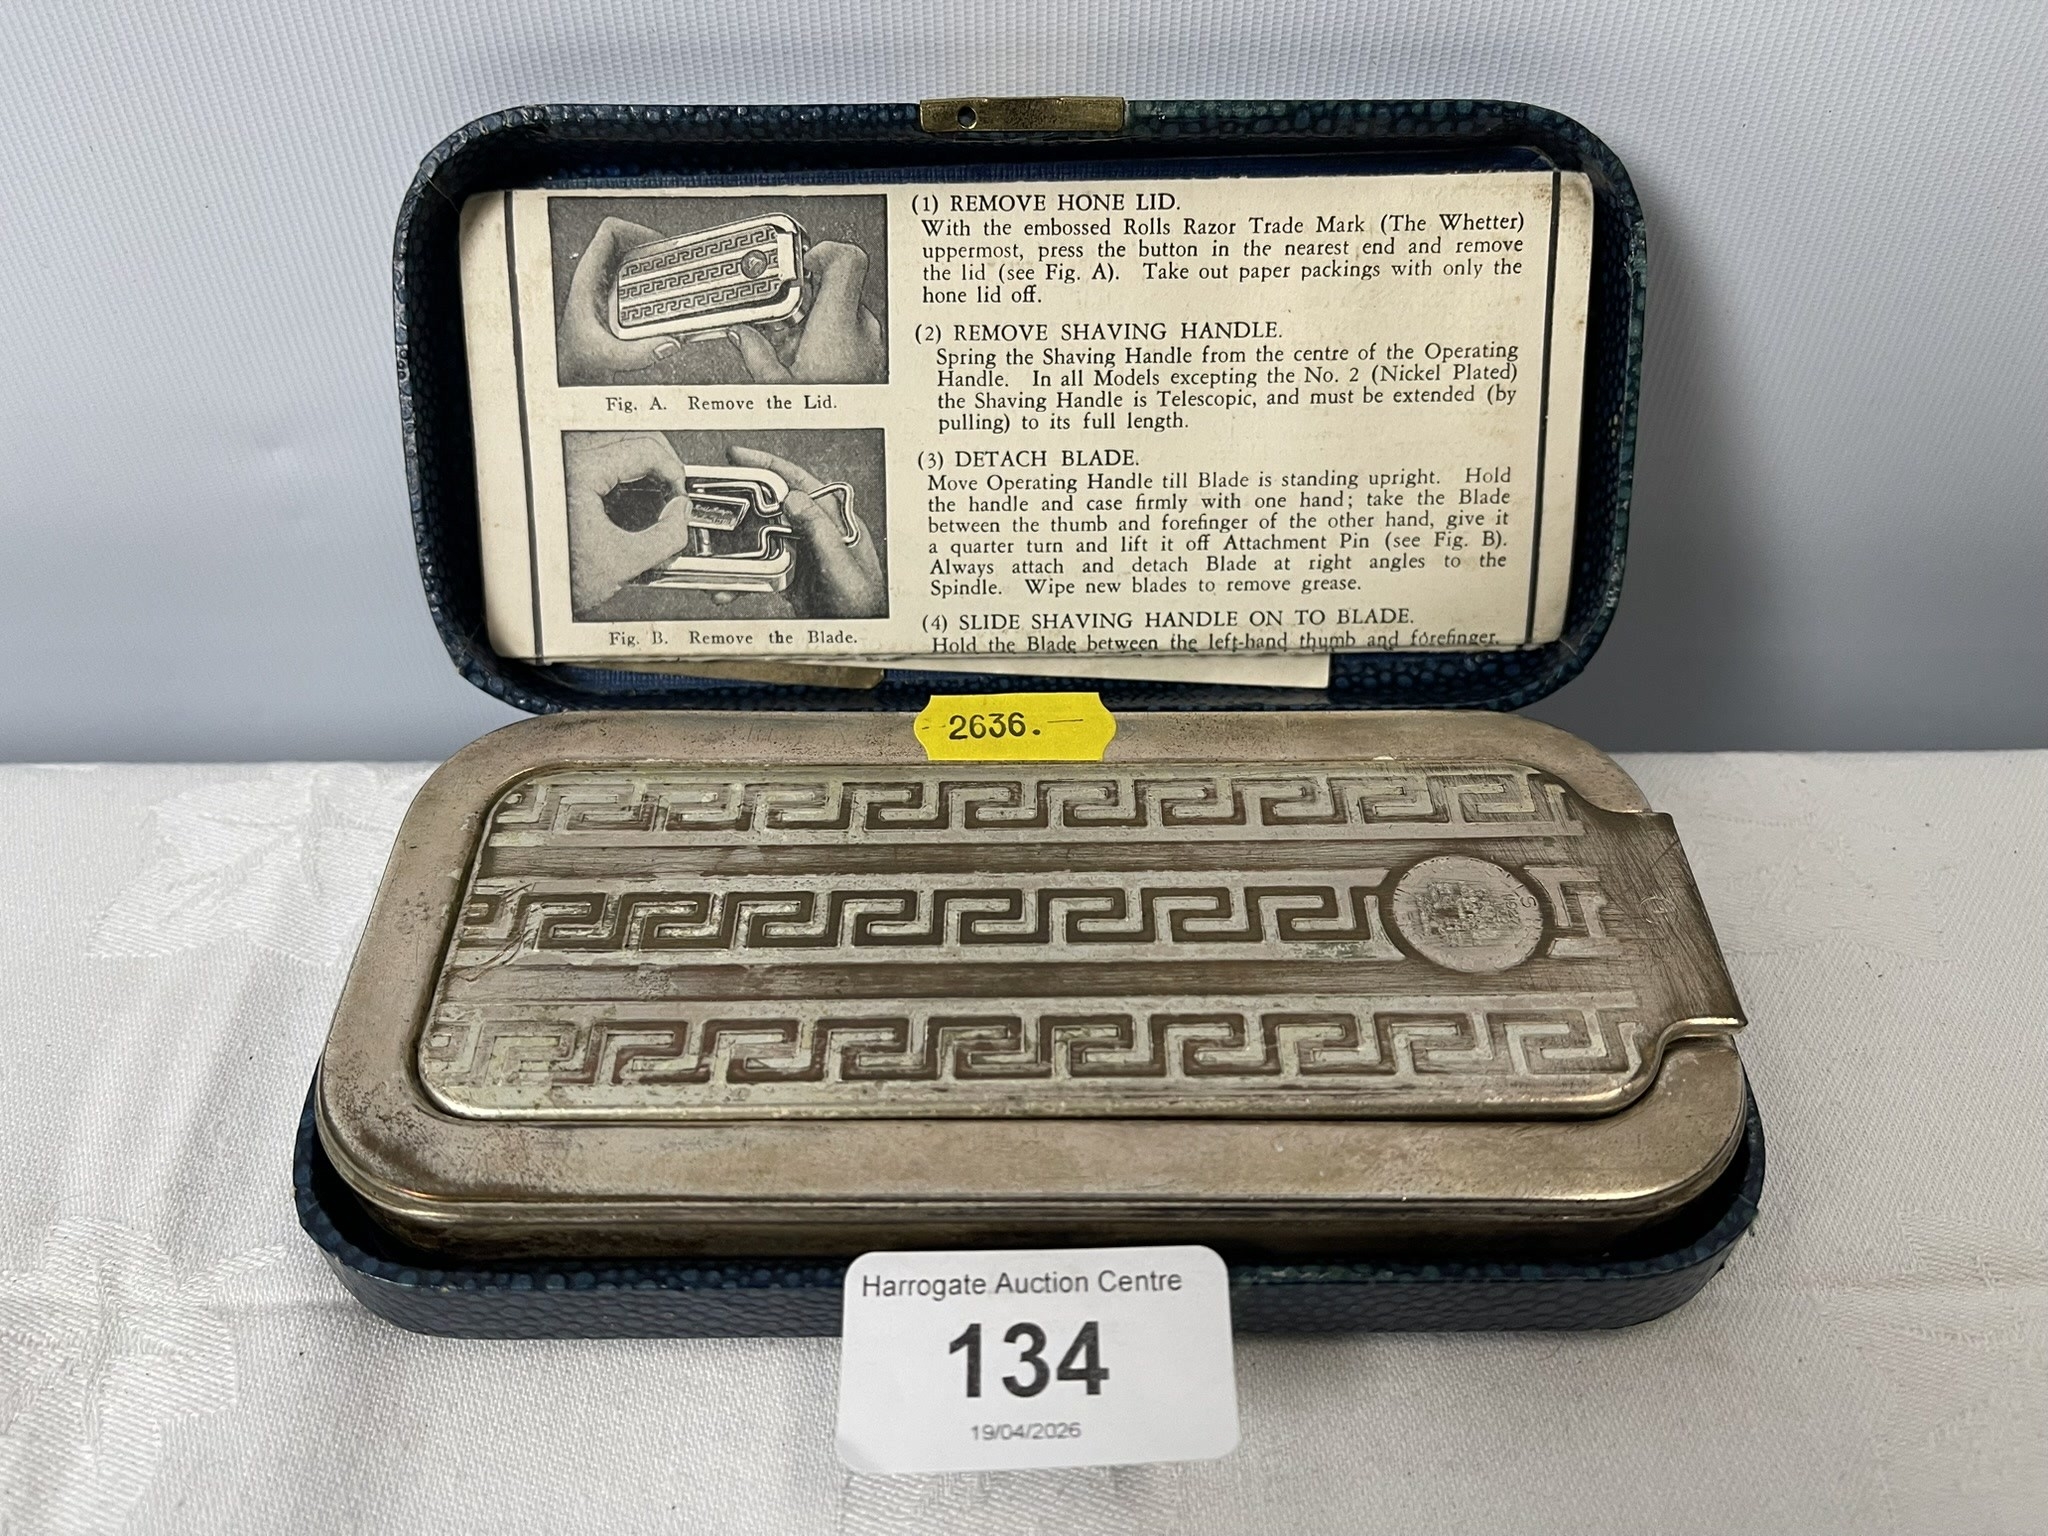 (1) REMOVE HONE LID.
With the embossed Rolls Razor Trade Mark (The Whetter)
uppermost, press the button in the nearest end and remove
the lid (see Fig. A). Take out paper packings with only the
hone lid off.
(2) REMOVE SHAVING HANDLE.
Spring the Shaving Handle from the centre of the Operating
Handle. In all Models excepting the No. 2 (Nickel Plated)
the Shaving Handle is Telescopic, and must be extended (by
pulling) to its full length.
(3) DETACH BLADE.
Move Operating Handle till Blade is standing upright. Hold
the handle and case firmly with one hand; take the Blade
between the thumb and forefinger of the other hand, give it
a quarter turn and lift it off Attachment Pin (see Fig. B).
Always attach and detach Blade at right angles to the
Spindle. Wipe new blades to remove grease.
(4) SLIDE SHAVING HANDLE ON TO BLADE.
Hold the Blade between the left-hand thumb and forefinger.
Fig. A. Remove the Lid.
Fig. B. Remove the Blade.
2636.
Harrogate Auction Centre
134
19/04/2026